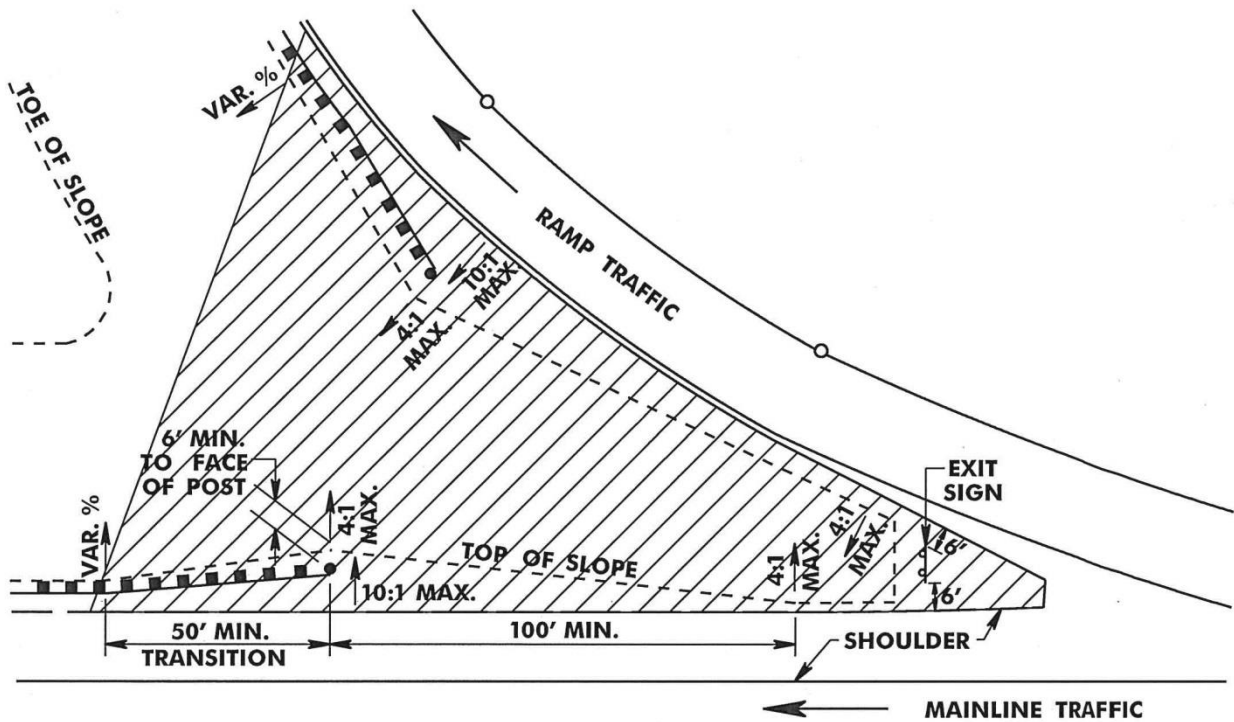 TOE OF SLOPE
VAR. %
RAMP TRAFFIC
10:1
MAX.
4:1
MAX.
6' MIN.
TO FACE
OF POST
VAR. %
4:1
MAX.
TOP OF SLOPE
10:1 MAX.
4:1
MAX.
4:1
MAX.
EXIT
SIGN
6'
6'
50' MIN.
TRANSITION
100' MIN.
SHOULDER
MAINLINE TRAFFIC